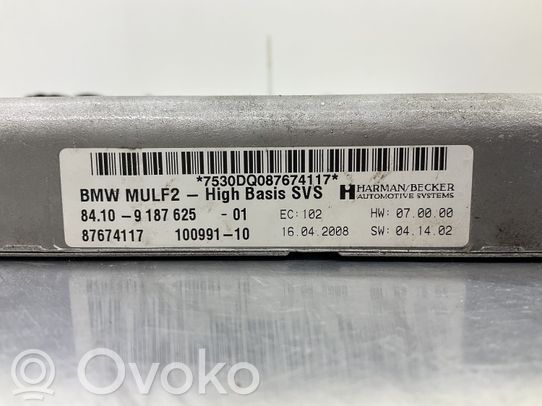 *7530DQ087674117*
BMW MULF2 - High Basis SVS HARMAN/BECKER
AUTOMOTIVE SYSTEMS
84.10 -9 187 625 -01 EC: 102 HW: 07.00.00
87674117 100991-10 16.04.2008 SW: 04.14.02
OVOKO